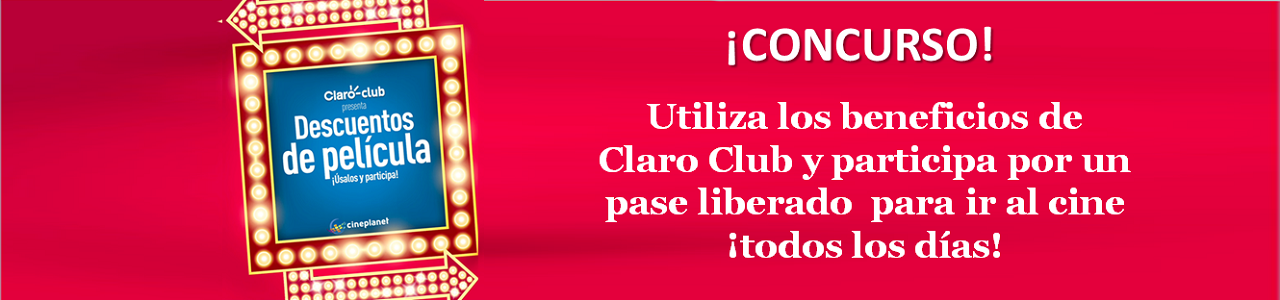 Claro-club
presenta
Descuentos
de película
¡Úsalos y participa!
cineplanet
¡CONCURSO!
Utiliza los beneficios de
Claro Club y participa por un
pase liberado para ir al cine
¡todos los días!